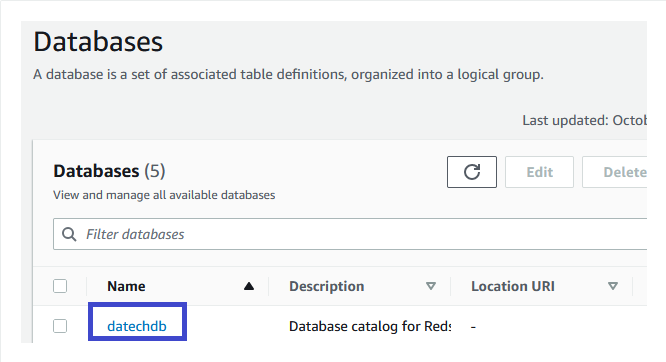 Databases
A database is a set of associated table definitions, organized into a logical group.
Last updated: Octob
Databases (5)
Edit
Delete
View and manage all available databases
Filter databases
Name Description Location URI
datechdb Database catalog for Reds -